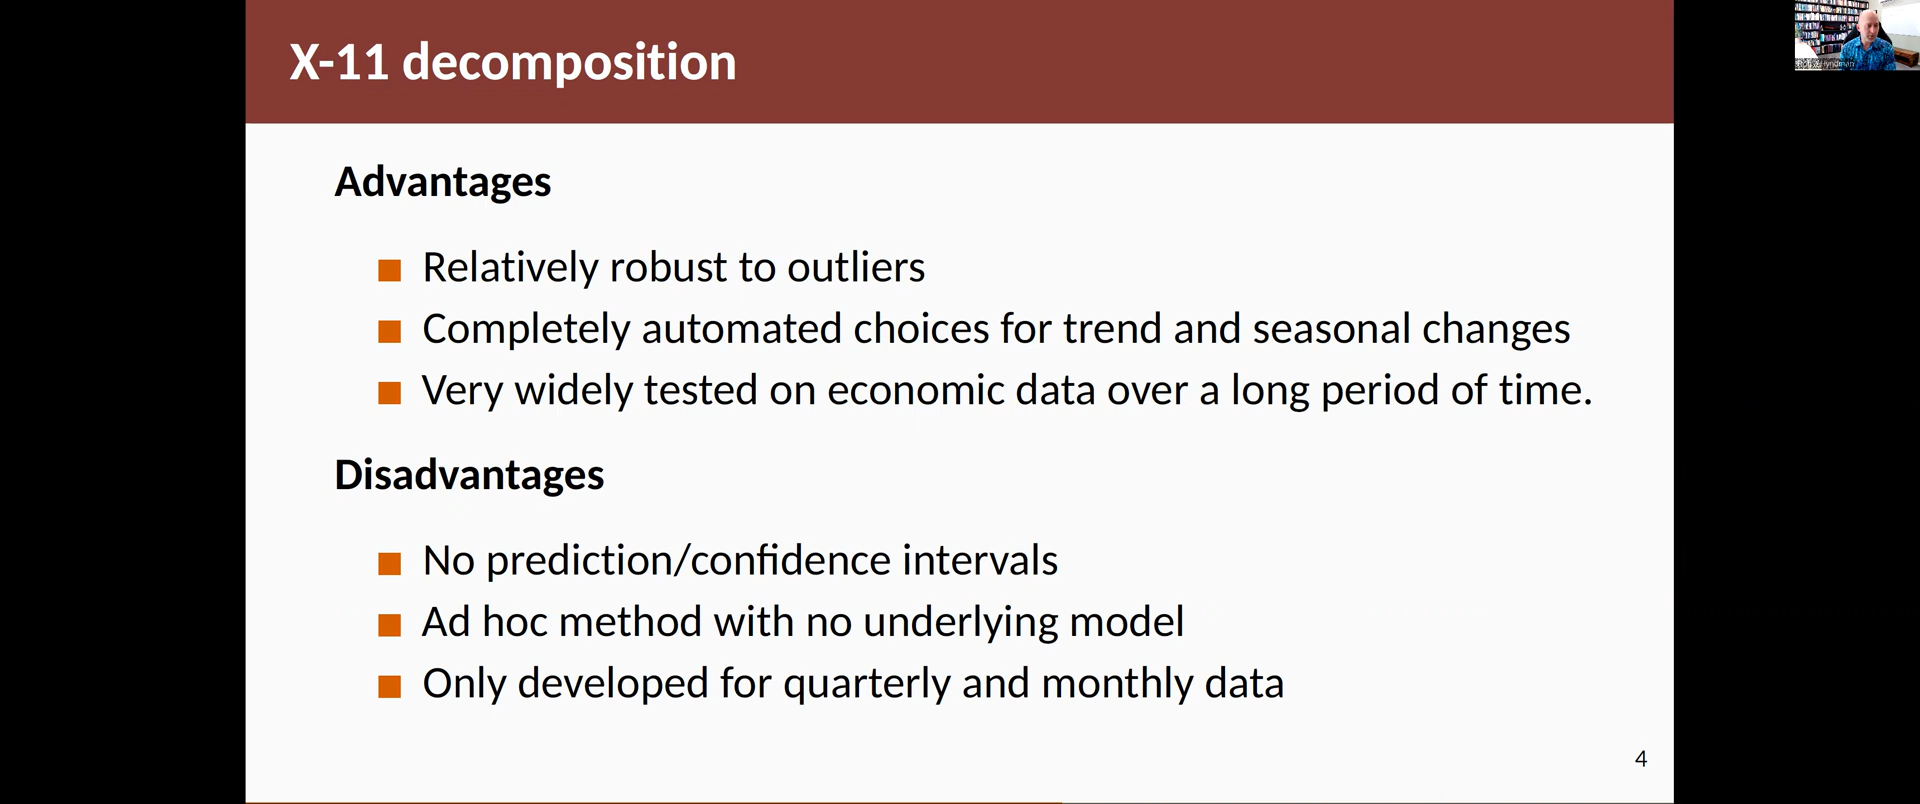 X-11 decomposition
Advantages
Relatively robust to outliers
Completely automated choices for trend and seasonal changes
Very widely tested on economic data over a long period of time.
Disadvantages
No prediction/confidence intervals
Ad hoc method with no underlying model
Only developed for quarterly and monthly data
4